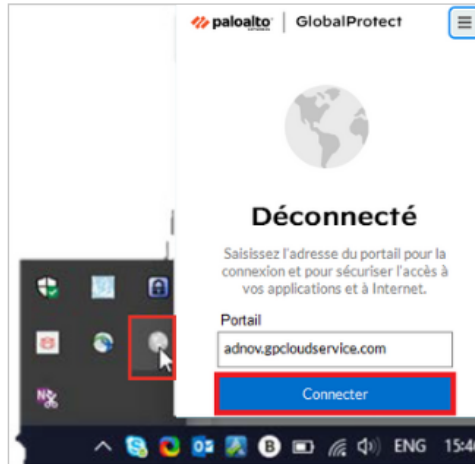 paloalto | GlobalProtect
Déconnecté
Saisissez l'adresse du portail pour la
connexion et pour sécuriser l'accès à
vos applications et à Internet.
Portail
adnov.gpcloudservice.com
Connecter
ENG 15:4